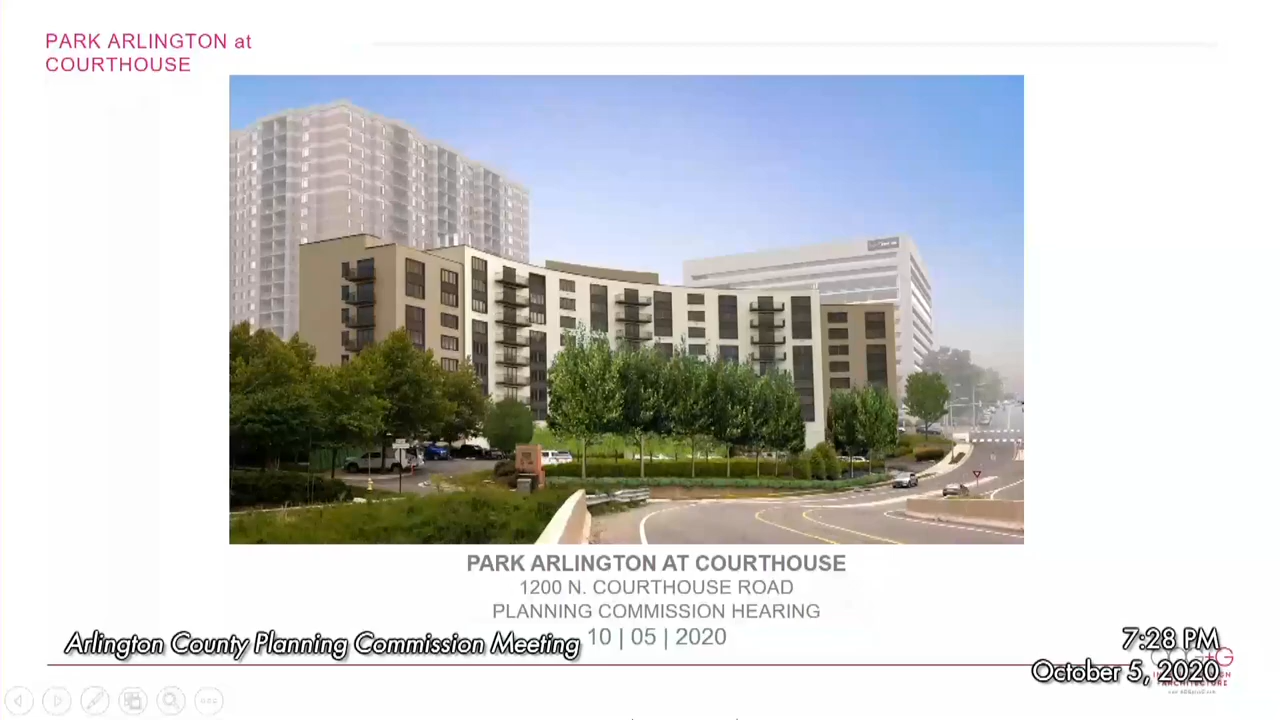 PARK ARLINGTON at
COURTHOUSE
PARK ARLINGTON AT COURTHOUSE
1200 N. COURTHOUSE ROAD
PLANNING COMMISSION HEARING
10 | 05 | 2020
Arlington County Planning Commission Meeting
7:28 PM
October 5, 2020
ARCHITECTURE